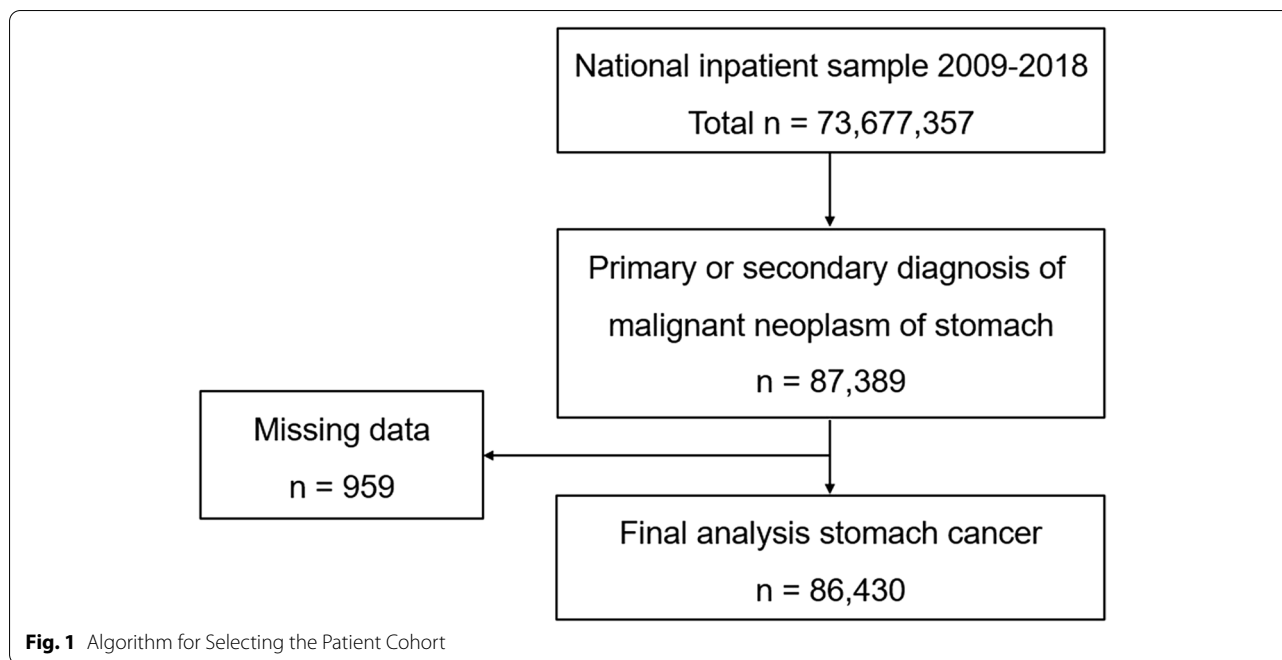 National inpatient sample 2009-2018
Total n = 73,677,357
Primary or secondary diagnosis of
malignant neoplasm of stomach
n = 87,389
Missing data
n = 959
Final analysis stomach cancer
n = 86,430
Fig. 1 Algorithm for Selecting the Patient Cohort